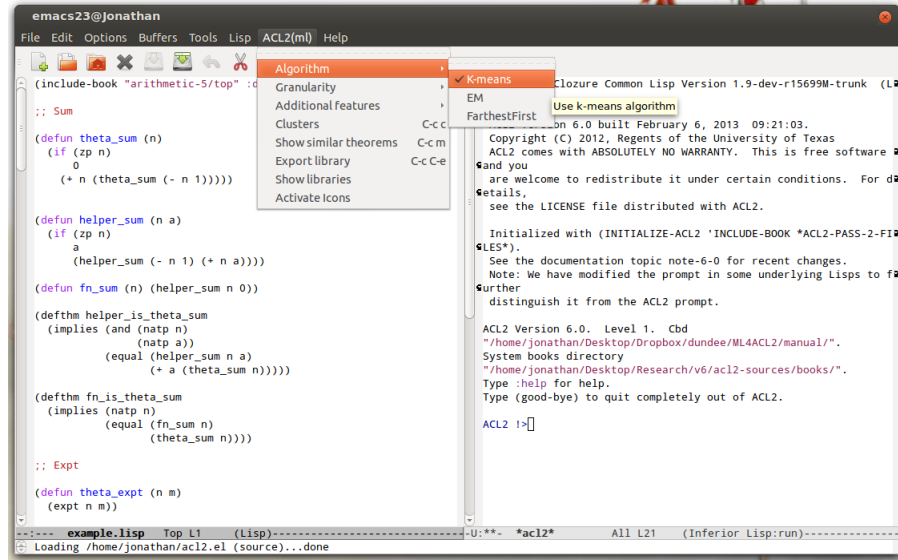 emacs23@Jonathan
File Edit Options Buffers Tools Lisp ACL2(ml) Help
Algorithm
Granularity
Additional features
Clusters C-c c
Show similar theorems C-c m
Export library C-c C-e
Show libraries
Activate Icons
K-means
EM
FarthestFirst
Use k-means algorithm
(include-book "arithmetic-5/top" :d
;; Sum
(defun theta_sum (n)
(if (zp n)
0
(+ n (theta_sum (- n 1)))))
(defun helper_sum (n a)
(if (zp n)
a
(helper_sum (- n 1) (+ n a))))
(defun fn_sum (n) (helper_sum n 0))
(defthm helper_is_theta_sum
(implies (and (natp n)
(natp a))
(equal (helper_sum n a)
(+ a (theta_sum n)))))
(defthm fn_is_theta_sum
(implies (natp n)
(equal (fn_sum n)
(theta_sum n))))
;; Expt
(defun theta_expt (n m)
(expt n m))
Clozure Common Lisp Version 1.9-dev-r15699M-trunk (L
on 6.0 built February 6, 2013 09:21:03.
Copyright (C) 2012, Regents of the University of Texas
ACL2 comes with ABSOLUTELY NO WARRANTY. This is free software
and you
are welcome to redistribute it under certain conditions. For d
etails,
see the LICENSE file distributed with ACL2.
Initialized with (INITIALIZE-ACL2 'INCLUDE-BOOK *ACL2-PASS-2-FI
LES*).
See the documentation topic note-6-0 for recent changes.
Note: We have modified the prompt in some underlying Lisps to f
urther
distinguish it from the ACL2 prompt.
ACL2 Version 6.0. Level 1. Cbd
"/home/jonathan/Desktop/Dropbox/dundee/ML4ACL2/manual/".
System books directory
"/home/jonathan/Desktop/Research/v6/acl2-sources/books/".
Type :help for help.
Type (good-bye) to quit completely out of ACL2.
ACL2 !>
--:--- example.lisp Top L1 (Lisp)------------------------
-U:**- *acl2* All L21 (Inferior Lisp:run)--------------
Loading /home/jonathan/acl2.el (source)...done